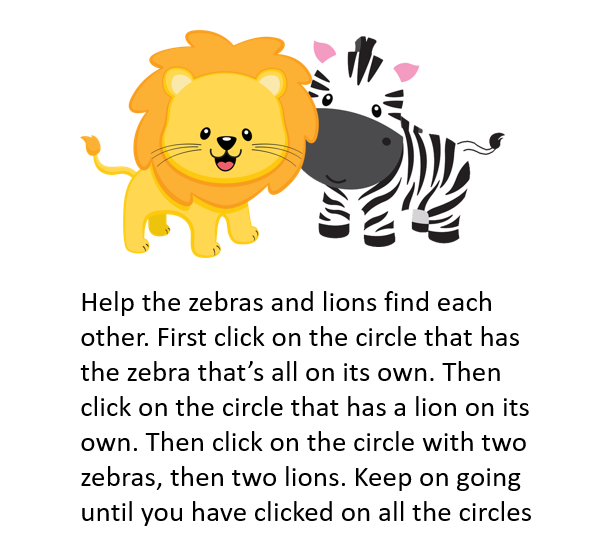 Help the zebras and lions find each
other. First click on the circle that has
the zebra that’s all on its own. Then
click on the circle that has a lion on its
own. Then click on the circle with two
zebras, then two lions. Keep on going
until you have clicked on all the circles